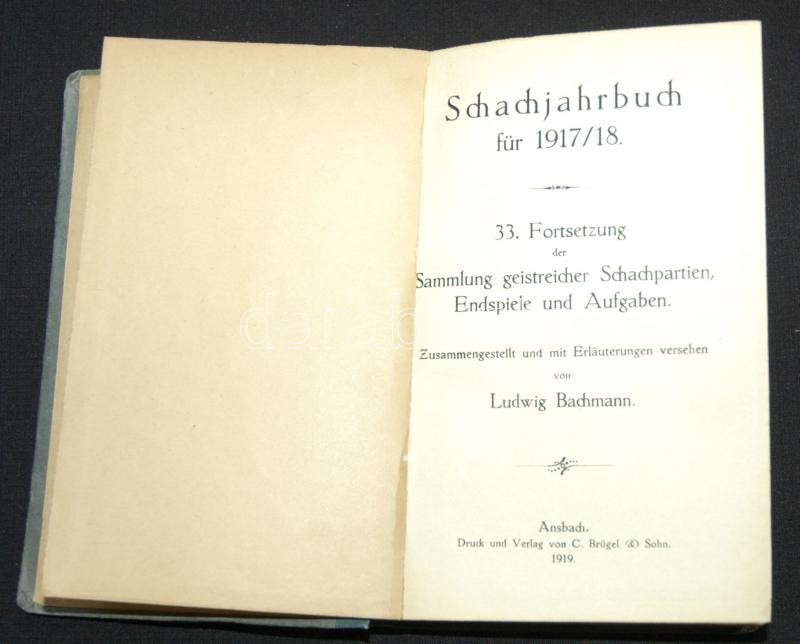 Schachjahrbuch
für 1917/18.
33. Fortsetzung
der
Sammlung geistreicher Schachpartien,
Endspiele und Aufgaben.
Zusammengestellt und mit Erläuterungen versehen
von
Ludwig Bachmann.
Ansbach.
Druck und Verlag von C. Brügel & Sohn.
1919.